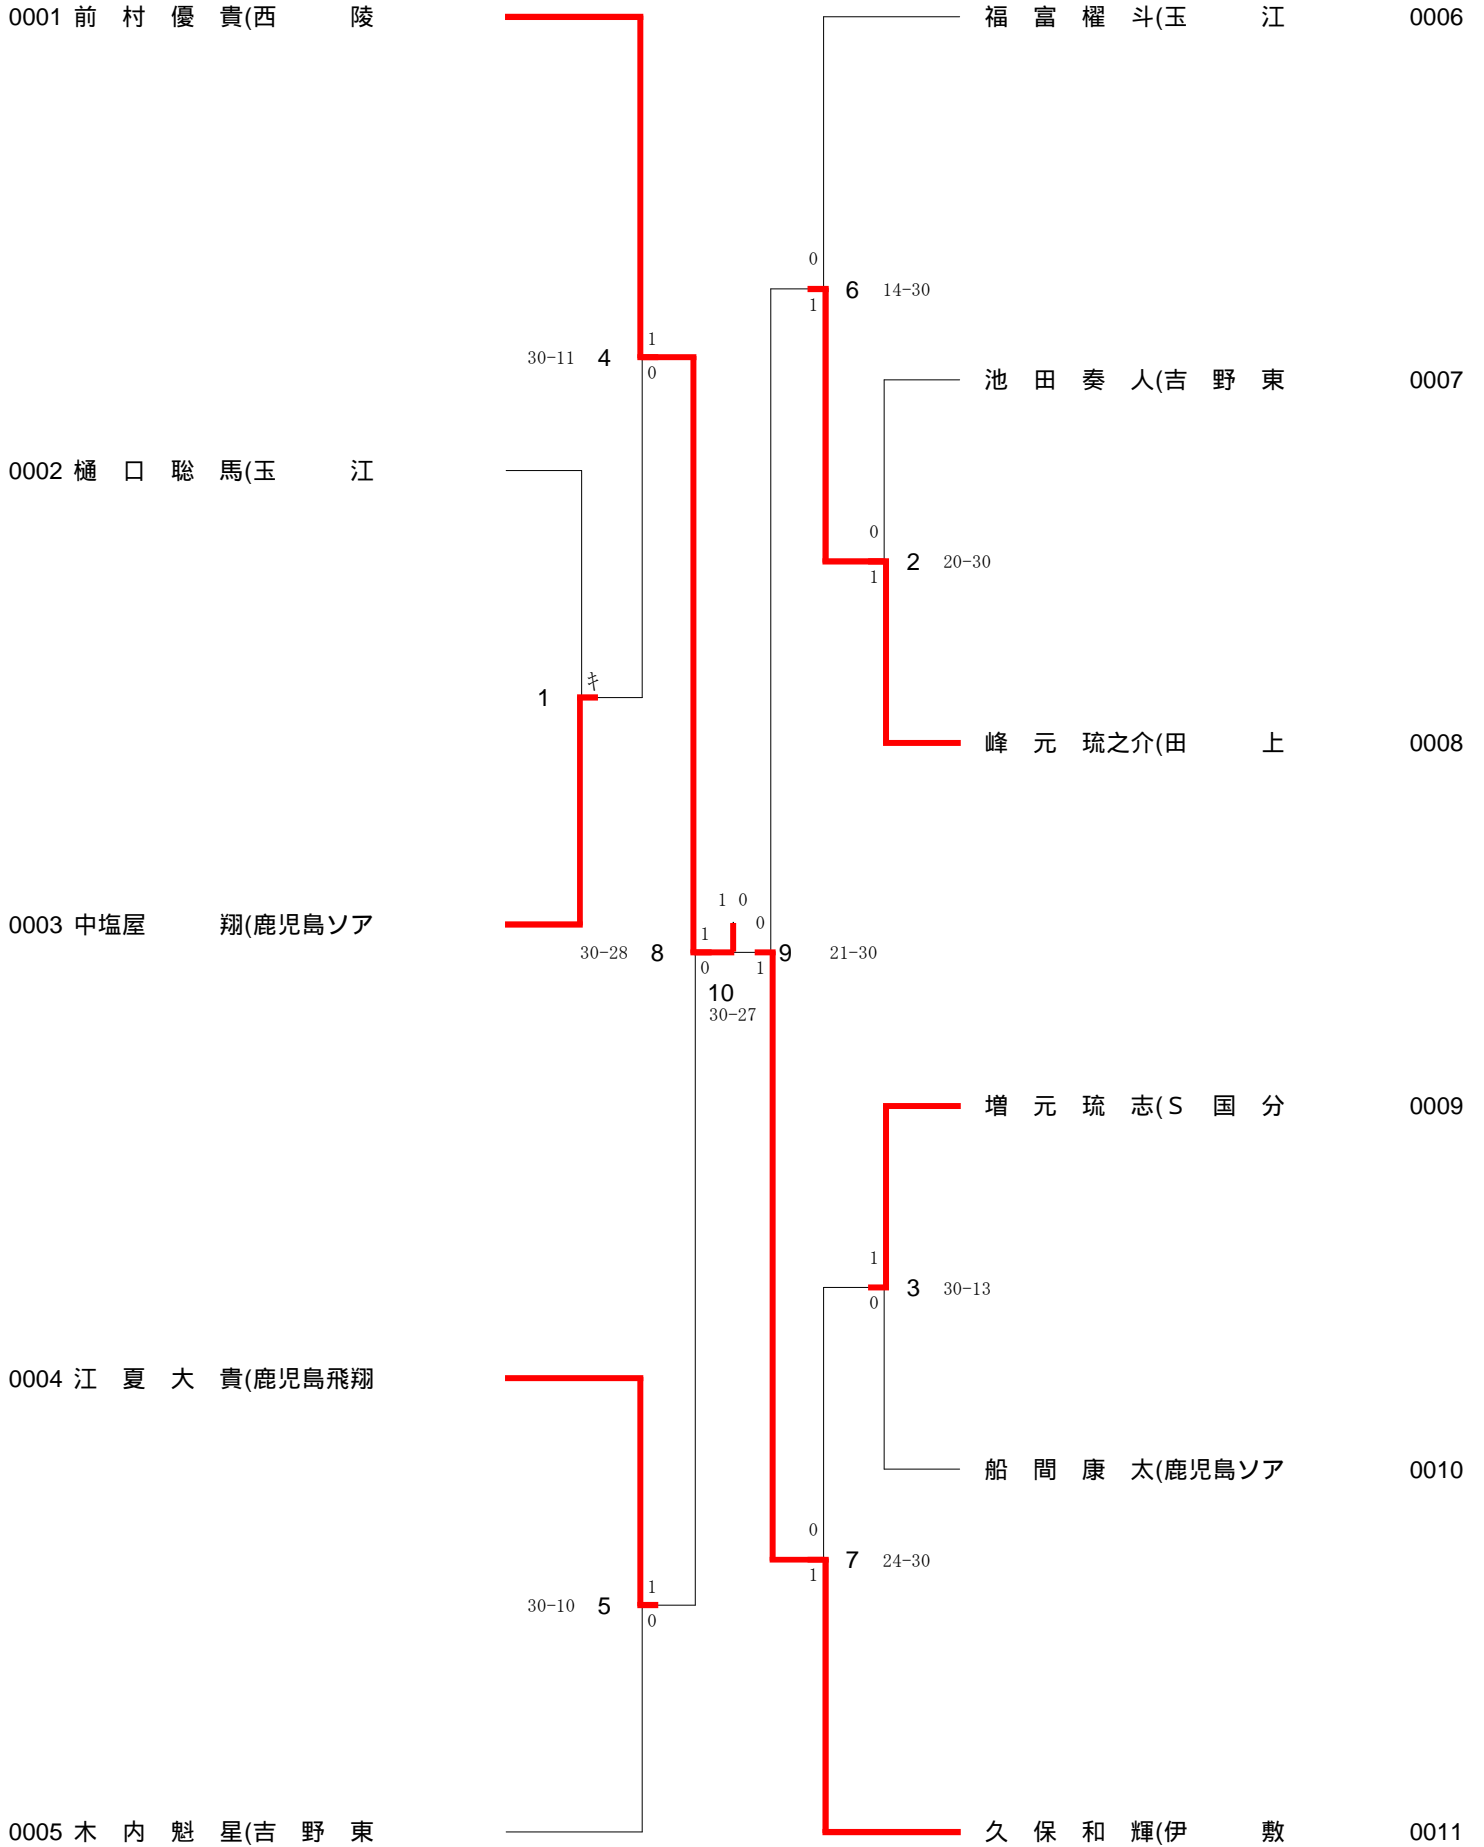 0001 前　村　優　貴(西　　　陵
福　富　櫂　斗(玉　　　江 0006
0
6 14-30
1
1
30-11 4
0
池　田　奏　人(吉　野　東 0007
0002 樋　口　聡　馬(玉　　　江
0
2 20-30
1
キ
1
峰　元　琉之介(田　　　上 0008
1 0
0003 中塩屋　　　翔(鹿児島ソア
1 0
30-28 8 9 21-30
0 1
10
30-27
増　元　琉　志(Ｓ　国　分 0009
1
3 30-13
0
0004 江　夏　大　貴(鹿児島飛翔
船　間　康　太(鹿児島ソア 0010
0
7 24-30
1
1
30-10 5
0
0005 木　内　魁　星(吉　野　東
久　保　和　輝(伊　　　敷 0011